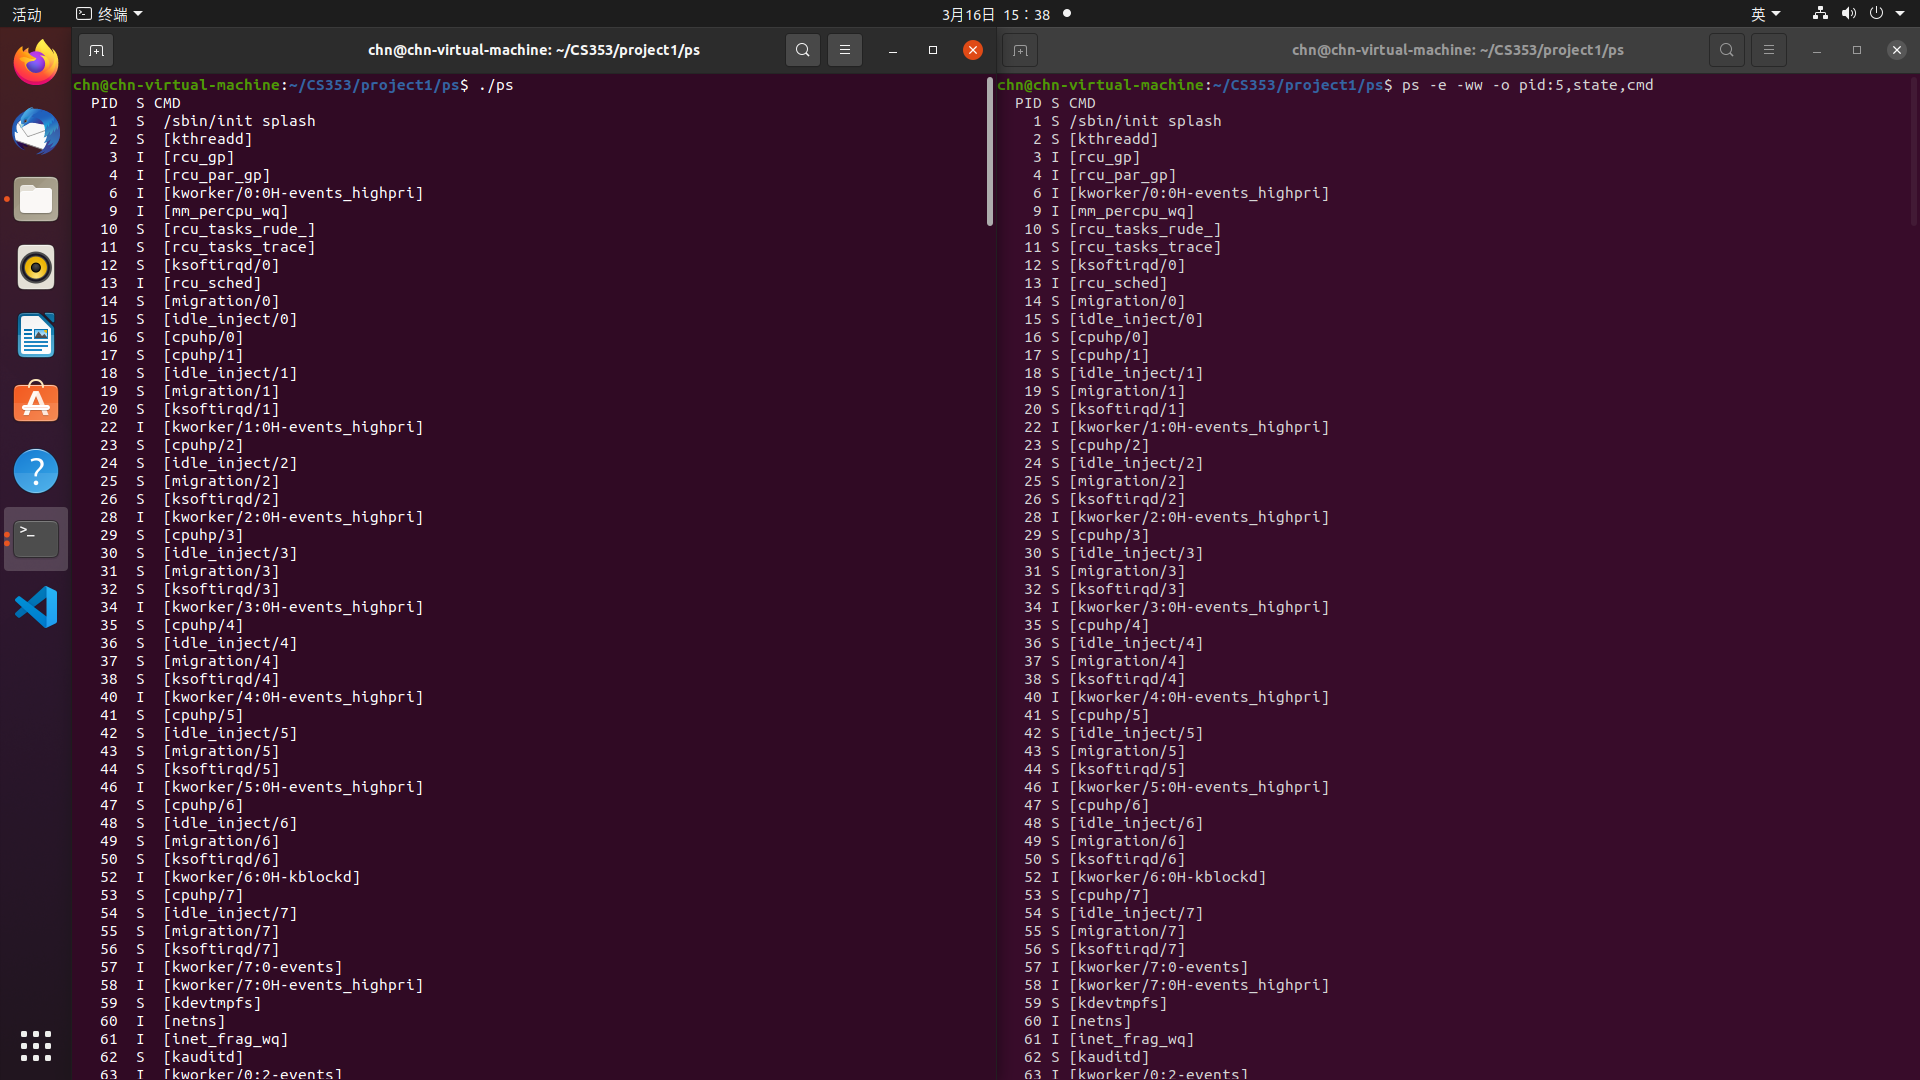 活动 终端 3月16日 15：38 英
chn@chn-virtual-machine: ~/CS353/project1/ps
chn@chn-virtual-machine:~/CS353/project1/ps$ ./ps
PID S CMD
1 S /sbin/init splash
2 S [kthreadd]
3 I [rcu_gp]
4 I [rcu_par_gp]
6 I [kworker/0:0H-events_highpri]
9 I [mm_percpu_wq]
10 S [rcu_tasks_rude_]
11 S [rcu_tasks_trace]
12 S [ksoftirqd/0]
13 I [rcu_sched]
14 S [migration/0]
15 S [idle_inject/0]
16 S [cpuhp/0]
17 S [cpuhp/1]
18 S [idle_inject/1]
19 S [migration/1]
20 S [ksoftirqd/1]
22 I [kworker/1:0H-events_highpri]
23 S [cpuhp/2]
24 S [idle_inject/2]
25 S [migration/2]
26 S [ksoftirqd/2]
28 I [kworker/2:0H-events_highpri]
29 S [cpuhp/3]
30 S [idle_inject/3]
31 S [migration/3]
32 S [ksoftirqd/3]
34 I [kworker/3:0H-events_highpri]
35 S [cpuhp/4]
36 S [idle_inject/4]
37 S [migration/4]
38 S [ksoftirqd/4]
40 I [kworker/4:0H-events_highpri]
41 S [cpuhp/5]
42 S [idle_inject/5]
43 S [migration/5]
44 S [ksoftirqd/5]
46 I [kworker/5:0H-events_highpri]
47 S [cpuhp/6]
48 S [idle_inject/6]
49 S [migration/6]
50 S [ksoftirqd/6]
52 I [kworker/6:0H-kblockd]
53 S [cpuhp/7]
54 S [idle_inject/7]
55 S [migration/7]
56 S [ksoftirqd/7]
57 I [kworker/7:0-events]
58 I [kworker/7:0H-events_highpri]
59 S [kdevtmpfs]
60 I [netns]
61 I [inet_frag_wq]
62 S [kauditd]
63 I [kworker/0:2-events]
chn@chn-virtual-machine: ~/CS353/project1/ps
chn@chn-virtual-machine:~/CS353/project1/ps$ ps -e -ww -o pid:5,state,cmd
PID S CMD
1 S /sbin/init splash
2 S [kthreadd]
3 I [rcu_gp]
4 I [rcu_par_gp]
6 I [kworker/0:0H-events_highpri]
9 I [mm_percpu_wq]
10 S [rcu_tasks_rude_]
11 S [rcu_tasks_trace]
12 S [ksoftirqd/0]
13 I [rcu_sched]
14 S [migration/0]
15 S [idle_inject/0]
16 S [cpuhp/0]
17 S [cpuhp/1]
18 S [idle_inject/1]
19 S [migration/1]
20 S [ksoftirqd/1]
22 I [kworker/1:0H-events_highpri]
23 S [cpuhp/2]
24 S [idle_inject/2]
25 S [migration/2]
26 S [ksoftirqd/2]
28 I [kworker/2:0H-events_highpri]
29 S [cpuhp/3]
30 S [idle_inject/3]
31 S [migration/3]
32 S [ksoftirqd/3]
34 I [kworker/3:0H-events_highpri]
35 S [cpuhp/4]
36 S [idle_inject/4]
37 S [migration/4]
38 S [ksoftirqd/4]
40 I [kworker/4:0H-events_highpri]
41 S [cpuhp/5]
42 S [idle_inject/5]
43 S [migration/5]
44 S [ksoftirqd/5]
46 I [kworker/5:0H-events_highpri]
47 S [cpuhp/6]
48 S [idle_inject/6]
49 S [migration/6]
50 S [ksoftirqd/6]
52 I [kworker/6:0H-kblockd]
53 S [cpuhp/7]
54 S [idle_inject/7]
55 S [migration/7]
56 S [ksoftirqd/7]
57 I [kworker/7:0-events]
58 I [kworker/7:0H-events_highpri]
59 S [kdevtmpfs]
60 I [netns]
61 I [inet_frag_wq]
62 S [kauditd]
63 I [kworker/0:2-events]